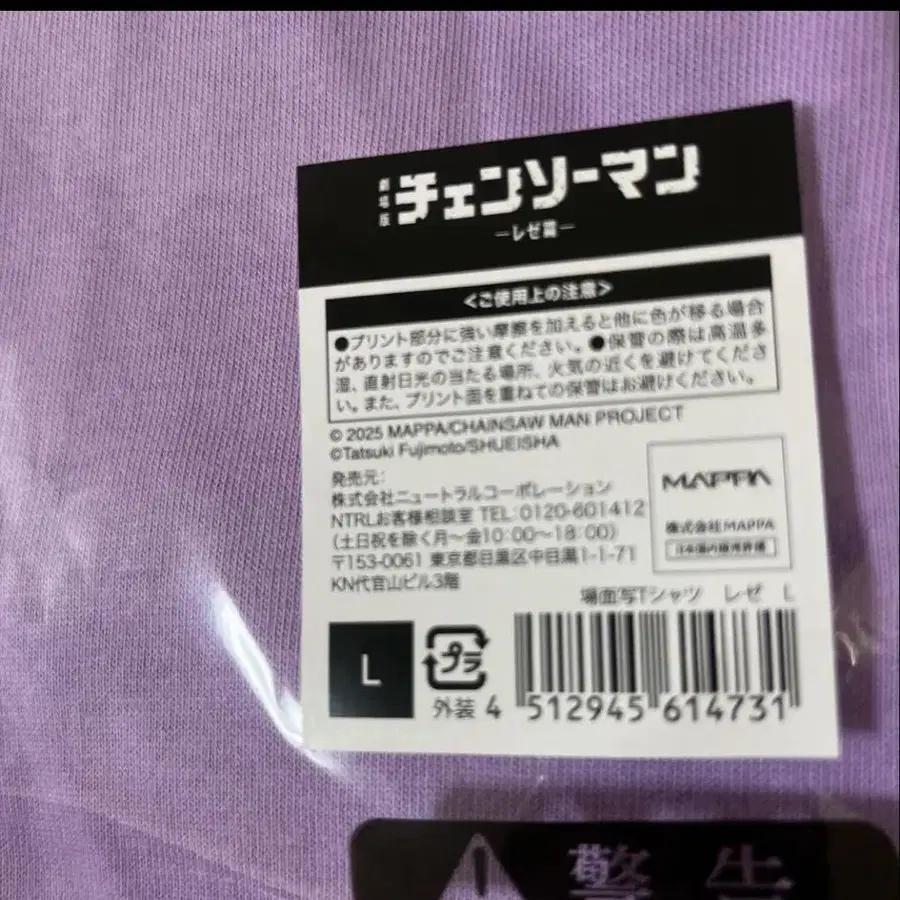 劇場版
チェンソーマン
―レゼ篇―
<ご使用上の注意>
●プリント部分に強い摩擦を加えると他に色が移る場合
がありますのでご注意ください。●保管の際は高温多
湿、直射日光の当たる場所、火気の近くを避けてくださ
い。また、プリント面を重ねての保管はお避けください。
© 2025 MAPPA/CHAINSAW MAN PROJECT
©Tatsuki Fujimoto/SHUEISHA
発売元:
株式会社ニュートラルコーポレーション
NTRLお客様相談室 TEL:0120-601412
(土日祝を除く月〜金10:00〜18:00)
〒153-0061 東京都目黒区中目黒1-1-71
KN代官山ビル3階
MAPPA
株式会社MAPPA
日本国内販売許諾
場面写Tシャツ レゼ L
L
プラ
外装
4 512945 614731
警告